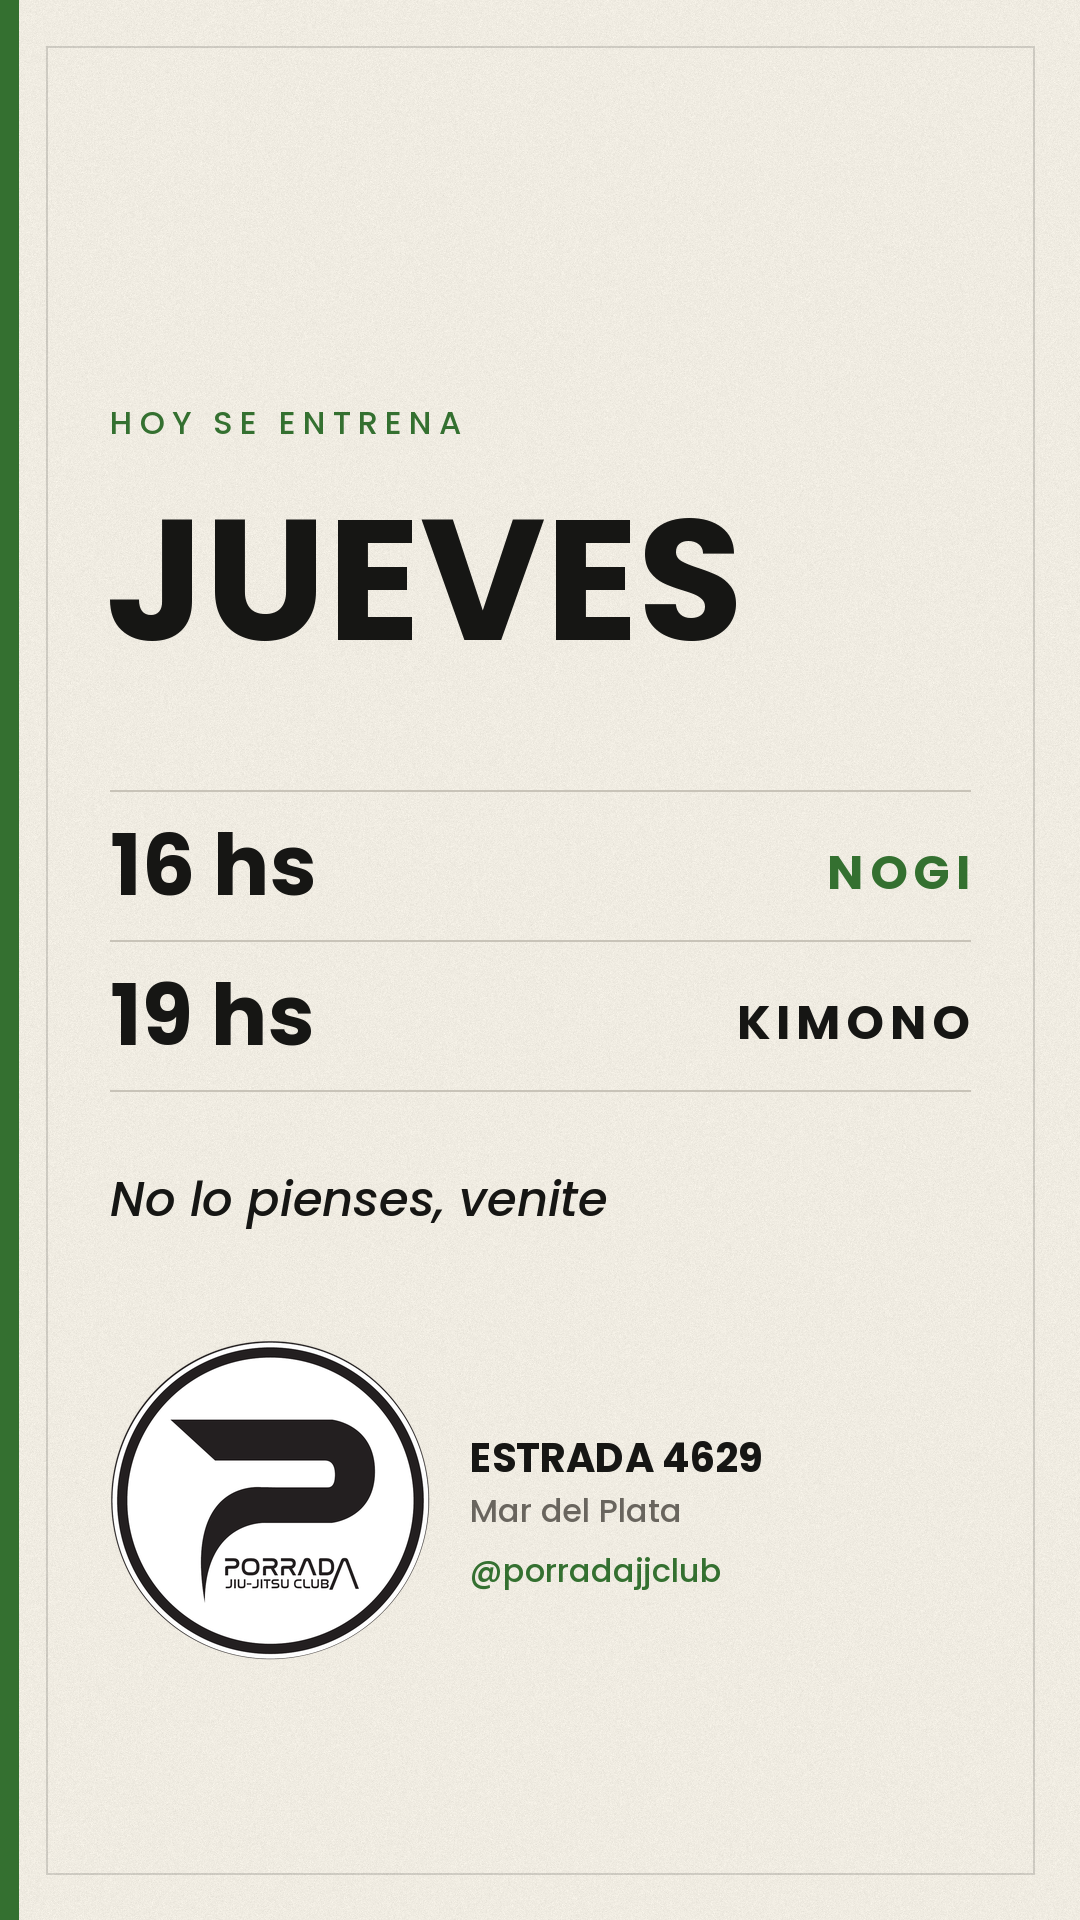 HOY SE ENTRENA
JUEVES
16 hs NOGI
19 hs KIMONO
No lo pienses, venite
PORRADA
JIU-JITSU CLUB
ESTRADA 4629
Mar del Plata
@porradajjclub